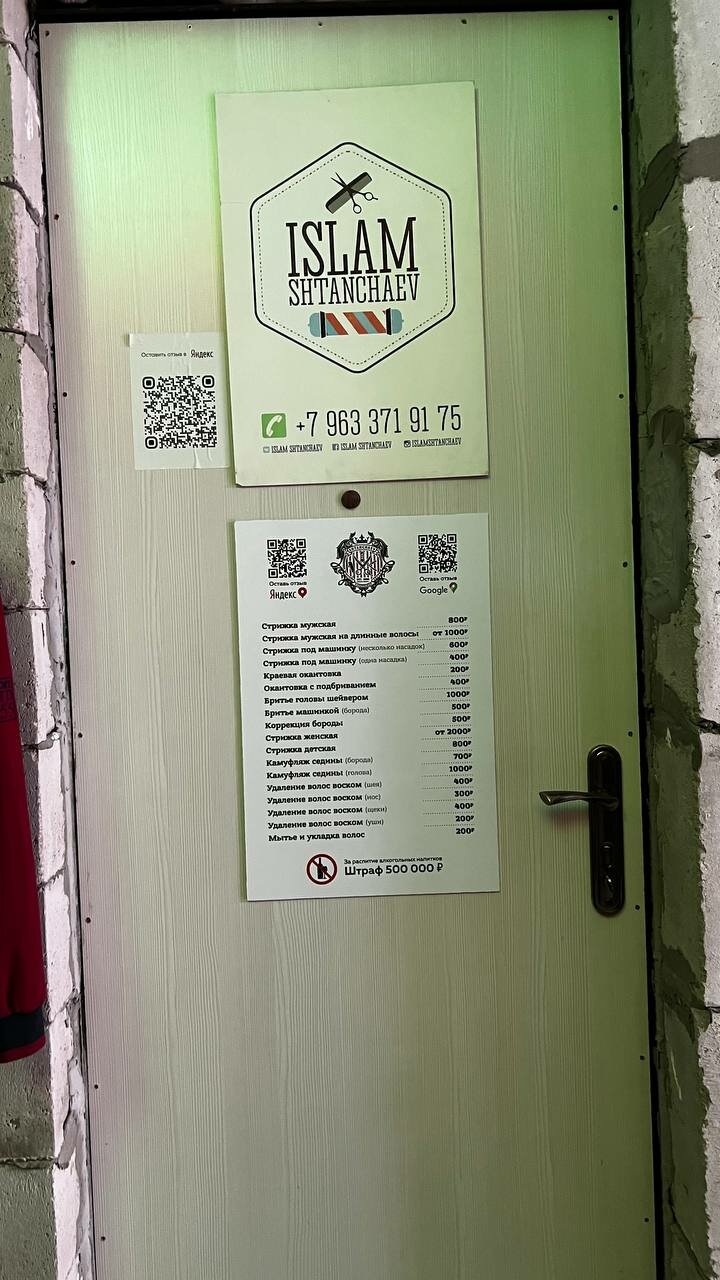 ISLAM
SHTANCHAEV
+7 963 371 91 75
ISLAM SHTANCHAEV ISLAM SHTANCHAEV ISLAMSHTANCHAEV
Оставить отзыв в Яндекс
Оставь отзыв
Яндекс
Оставь отзыв
Google
Стрижка мужская 800₽
Стрижка мужская на длинные волосы от 1000₽
Стрижка под машинку (несколько насадок) 600₽
Стрижка под машинку (одна насадка) 400₽
Краевая окантовка 200₽
Окантовка с подбриванием 400₽
Бритье головы шейвером 1000₽
Бритье машинкой (борода) 500₽
Коррекция бороды 500₽
Стрижка женская от 2000₽
Стрижка детская 800₽
Камуфляж седины (борода) 700₽
Камуфляж седины (голова) 1000₽
Удаление волос воском (шея) 400₽
Удаление волос воском (нос) 300₽
Удаление волос воском (щеки) 400₽
Удаление волос воском (уши) 200₽
Мытье и укладка волос 200₽
За распитие алкогольных напитков
Штраф 500 000 ₽